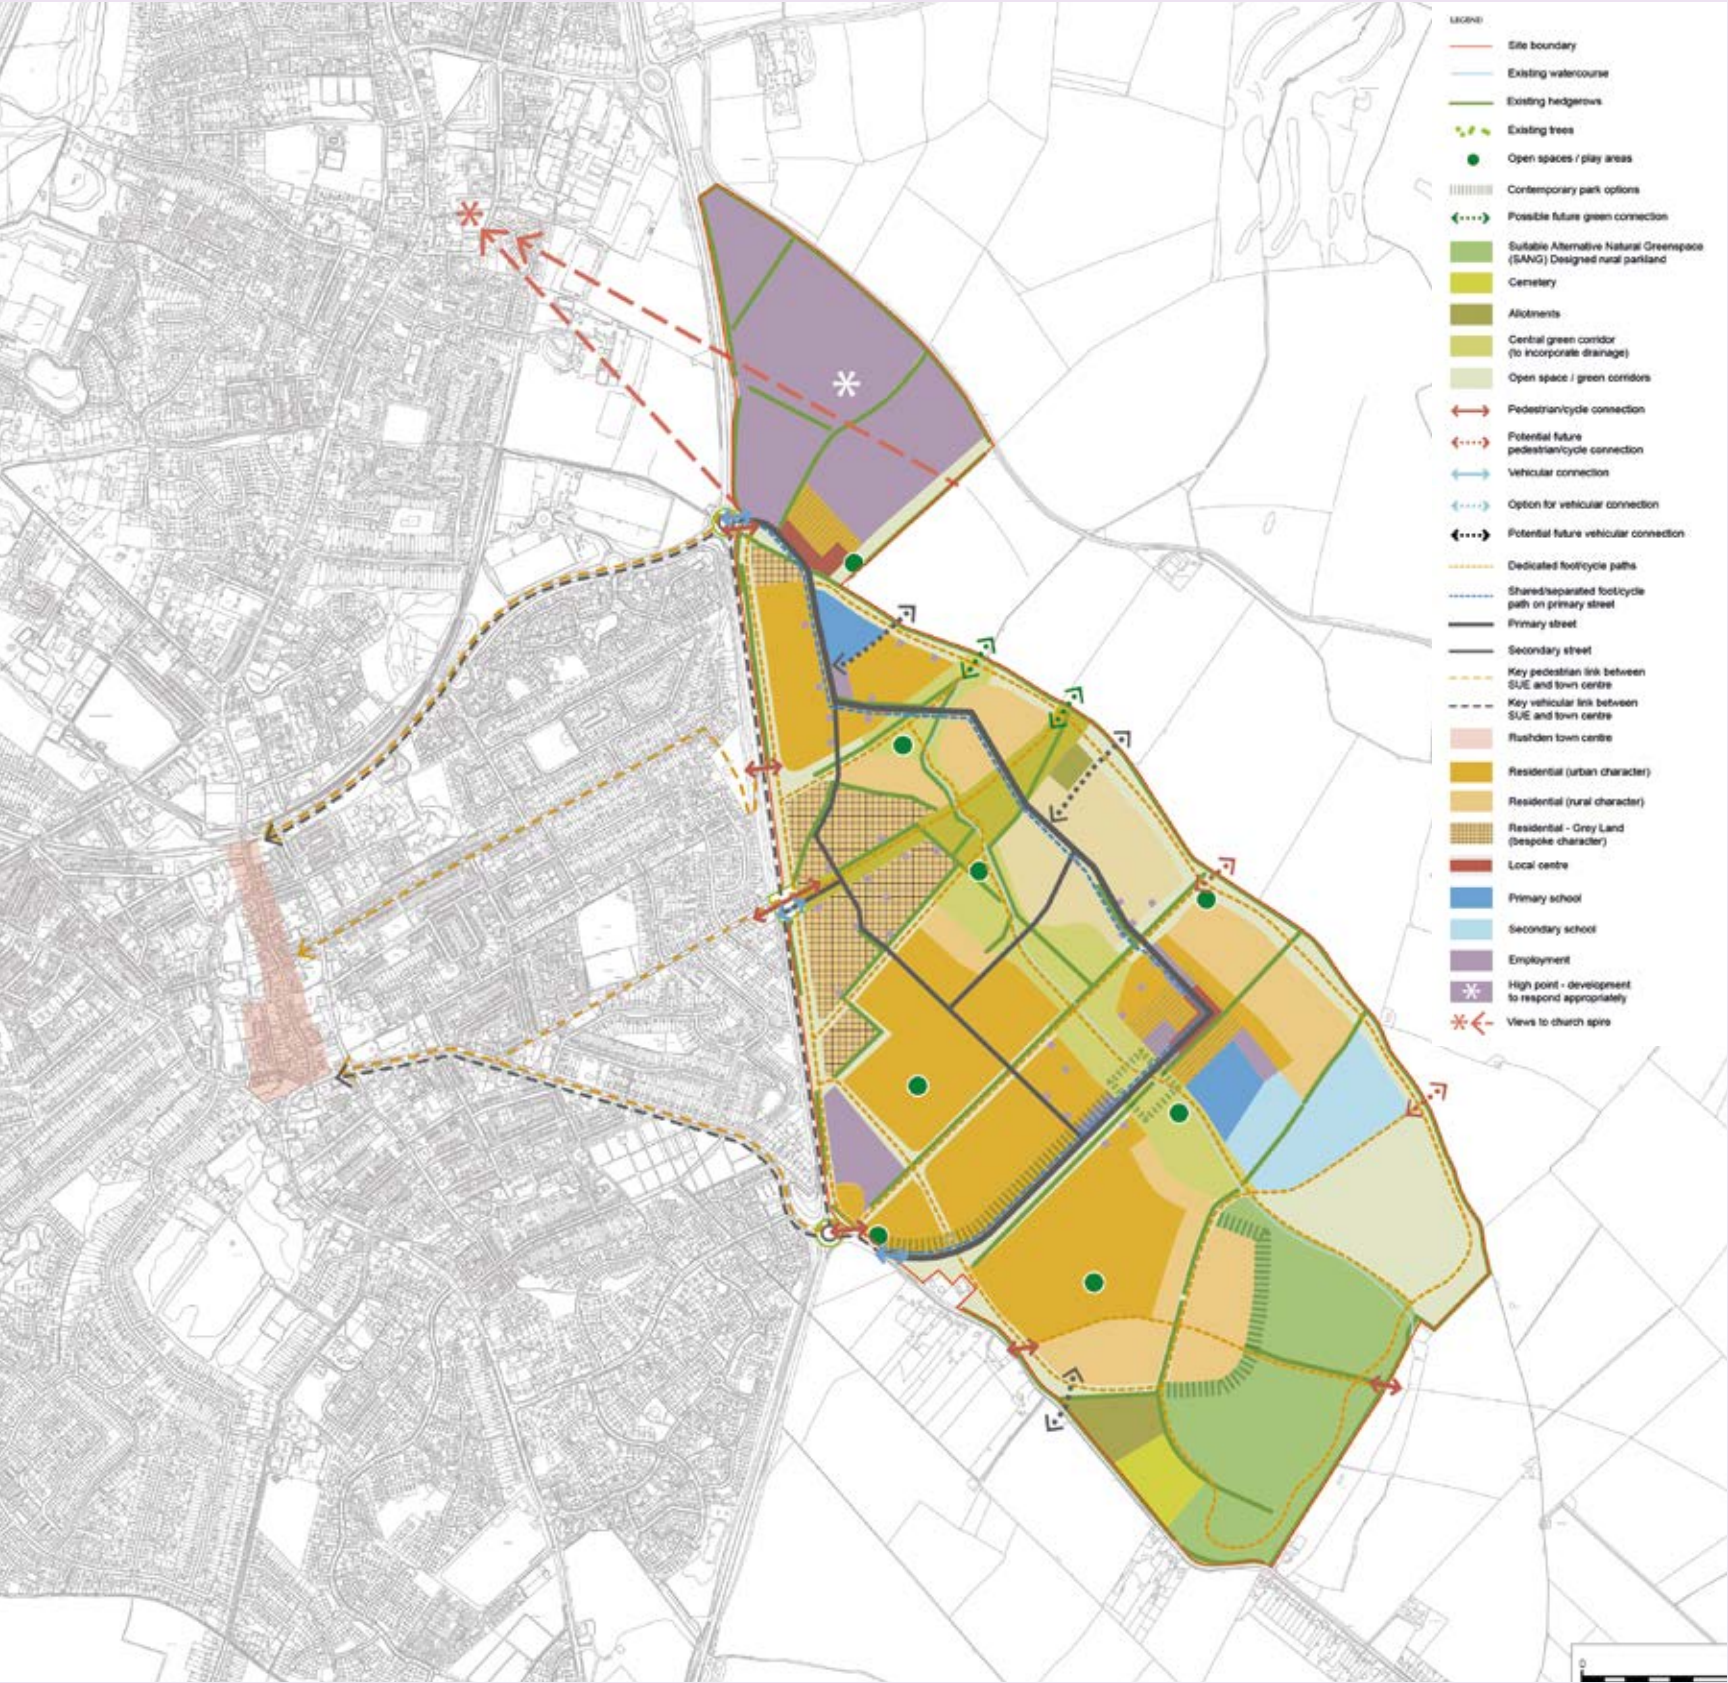 LEGEND
Site boundary
Existing watercourse
Existing hedgerows
Existing trees
Open spaces / play areas
Contemporary park options
Possible future green connection
Suitable Alternative Natural Greenspace
(SANG) Designed rural parkland
Cemetery
Allotments
Central green corridor
(to incorporate drainage)
Open space / green corridors
Pedestrian/cycle connection
Potential future
pedestrian/cycle connection
Vehicular connection
Option for vehicular connection
Potential future vehicular connection
Dedicated foot/cycle paths
Shared/separated foot/cycle
path on primary street
Primary street
Secondary street
Key pedestrian link between
SUE and town centre
Key vehicular link between
SUE and town centre
Rushden town centre
Residential (urban character)
Residential (rural character)
Residential - Grey Land
(bespoke character)
Local centre
Primary school
Secondary school
Employment
High point - development
to respond appropriately
Views to church spire
0